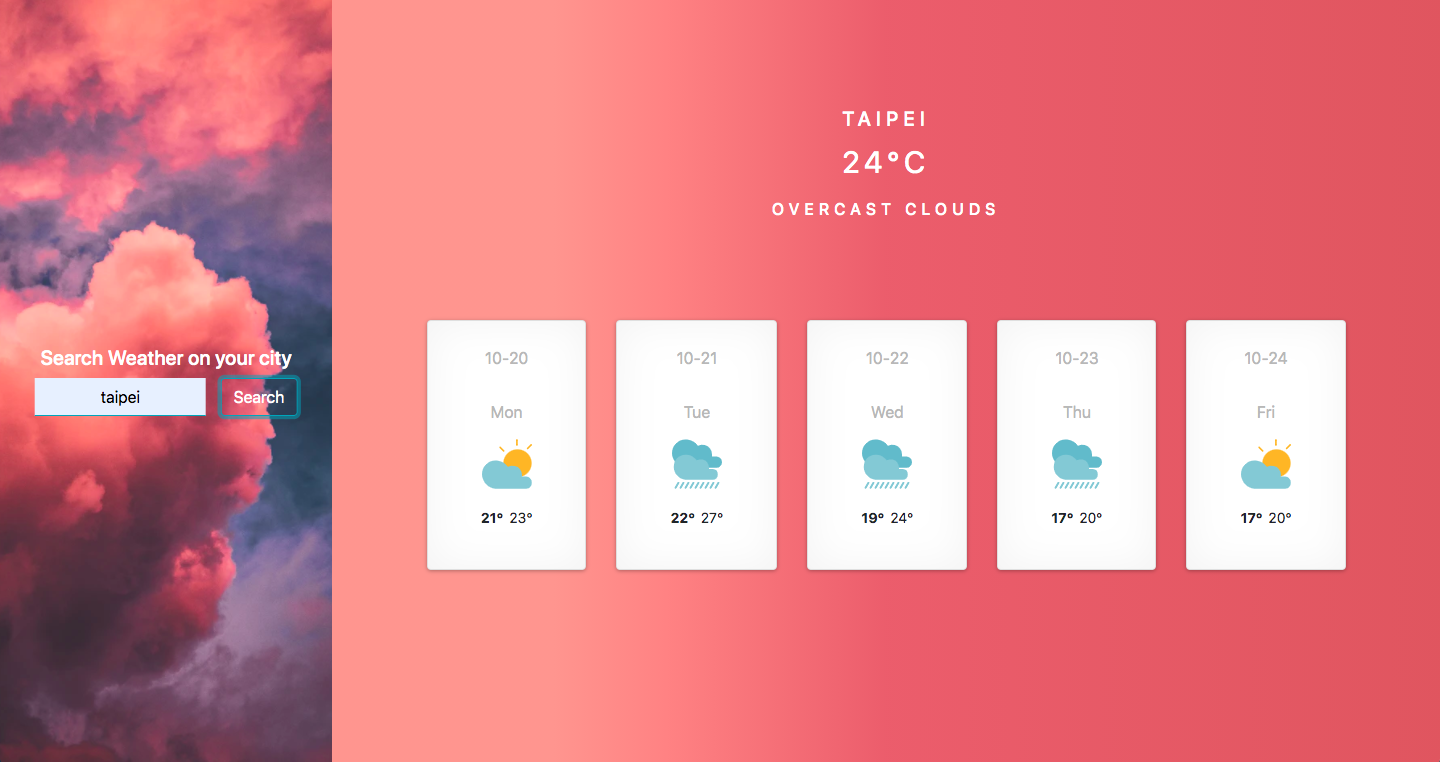 Search Weather on your city
taipei
Search
TAIPEI
24°C
OVERCAST CLOUDS
10-20
Mon
21° 23°
10-21
Tue
22° 27°
10-22
Wed
19° 24°
10-23
Thu
17° 20°
10-24
Fri
17° 20°